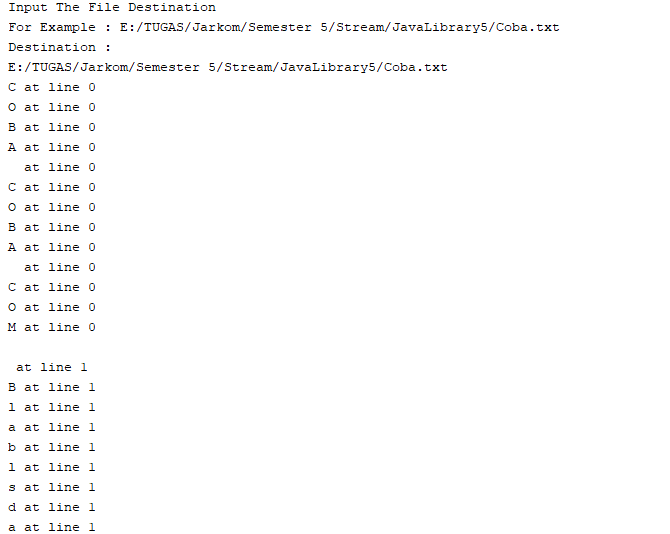 Input The File Destination
For Example : E:/TUGAS/Jarkom/Semester 5/Stream/JavaLibrary5/Coba.txt
Destination :
E:/TUGAS/Jarkom/Semester 5/Stream/JavaLibrary5/Coba.txt
C at line 0
O at line 0
B at line 0
A at line 0
  at line 0
C at line 0
O at line 0
B at line 0
A at line 0
  at line 0
C at line 0
O at line 0
M at line 0

 at line 1
B at line 1
l at line 1
a at line 1
b at line 1
l at line 1
s at line 1
d at line 1
a at line 1